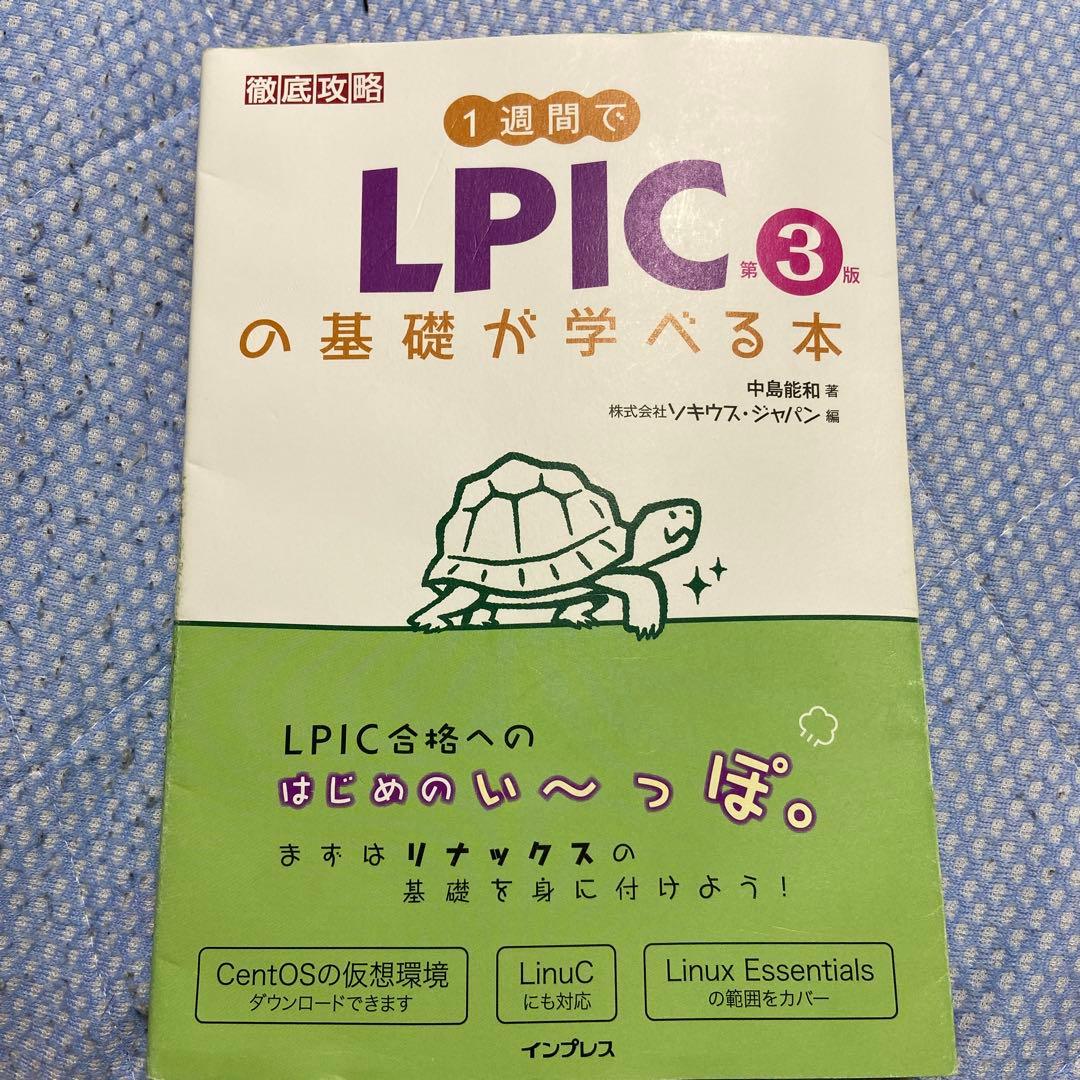 徹底攻略
1週間で
LPIC 第3版
の基礎が学べる本
中島能和 著
株式会社ソキウス・ジャパン 編
LPIC合格への
はじめのい〜っぽ。
まずはリナックスの
基礎を身に付けよう!
CentOSの仮想環境
ダウンロードできます
LinuC
にも対応
Linux Essentials
の範囲をカバー
インプレス